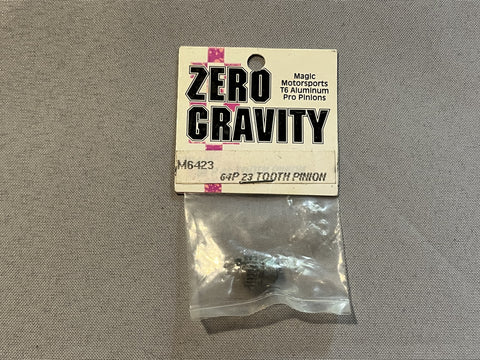 ZERO
GRAVITY
Magic
Motorsports
T6 Aluminum
Pro Pinions
M6423
64P 23 TOOTH PINION